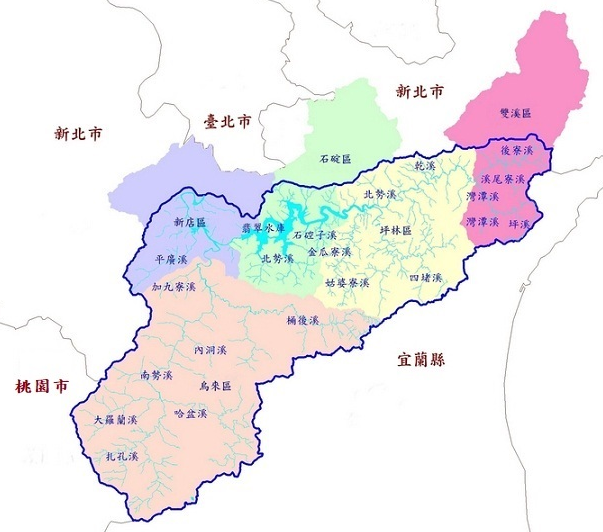 新北市
雙溪區
臺北市
新北市
後寮溪
石碇區
乾溪
溪尾寮溪
北勢溪
灣潭溪
新店區
翡翠水庫
石𥕢子溪
坪林區
灣潭溪
坪溪
平廣溪
北勢溪
金瓜寮溪
加九寮溪
姑婆寮溪
四堵溪
桶後溪
內洞溪
宜蘭縣
桃園市
南勢溪
烏來區
大羅蘭溪
哈盆溪
扎孔溪